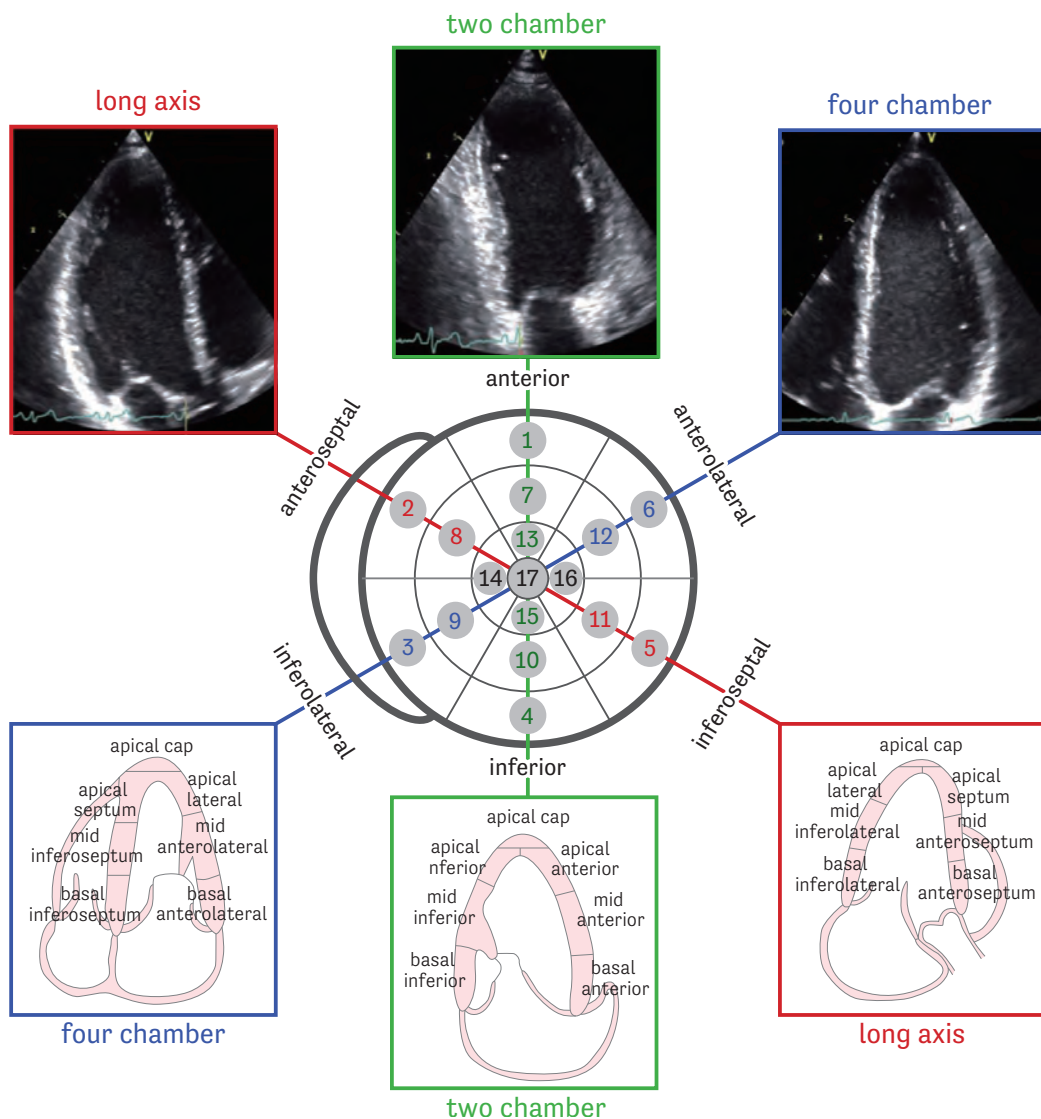 two chamber
long axis
four chamber
V
V
V
anterior
anteroseptal
anterolateral
1
7
2
6
8
12
13
14
17
16
9
15
11
3
5
10
4
inferolateral
inferoseptal
inferior
apical cap
apical
septum
apical
lateral
mid
inferoseptum
mid
anterolateral
basal
inferoseptum
basal
anterolateral
four chamber
apical cap
apical
nferior
apical
anterior
mid
inferior
mid
anterior
basal
inferior
basal
anterior
two chamber
apical cap
apical
lateral
apical
septum
mid
inferolateral
mid
anteroseptum
basal
inferolateral
basal
anteroseptum
long axis